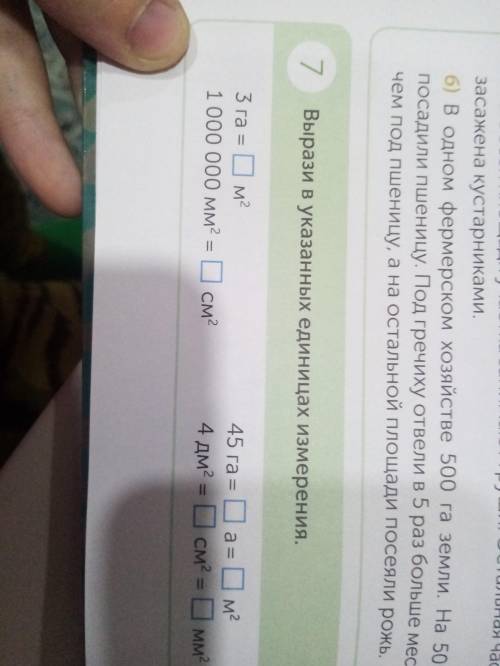 засажена кустарниками.
6) В одном фермерском хозяйстве 500 га земли. На 50
посадили пшеницу. Под гречиху отвели в 5 раз больше мес
чем под пшеницу, а на остальной площади посеяли рожь.
7 Вырази в указанных единицах измерения.
3 га = □ м² 45 га = □ а = □ м²
1 000 000 мм² = □ см² 4 дм² = □ см² = □ мм²